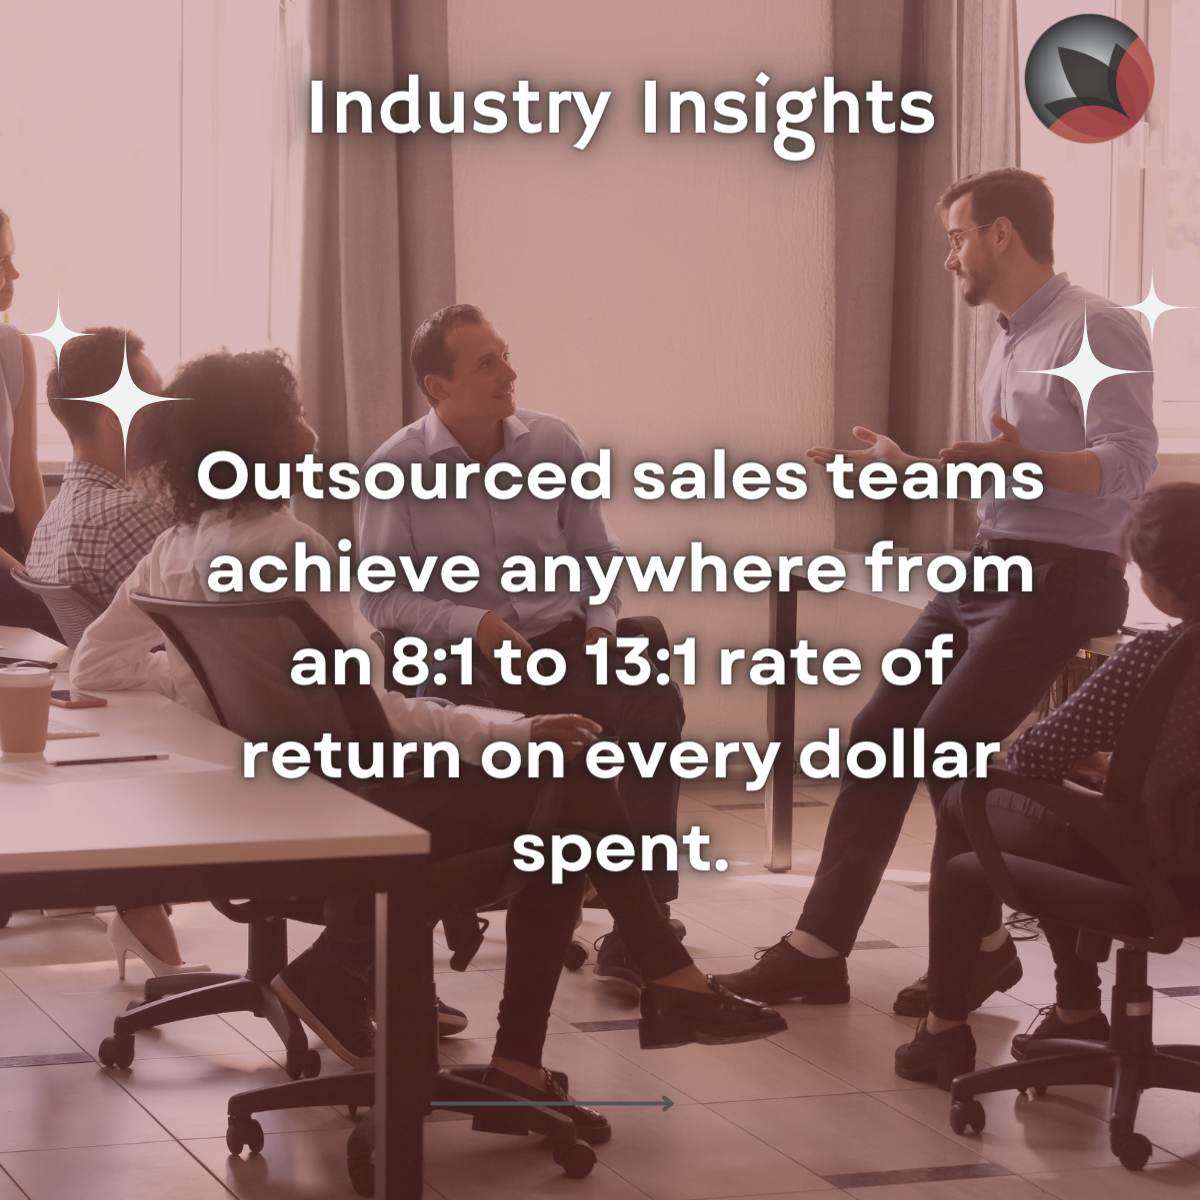 Industry Insights
Outsourced sales teams
achieve anywhere from
an 8:1 to 13:1 rate of
return on every dollar
spent.